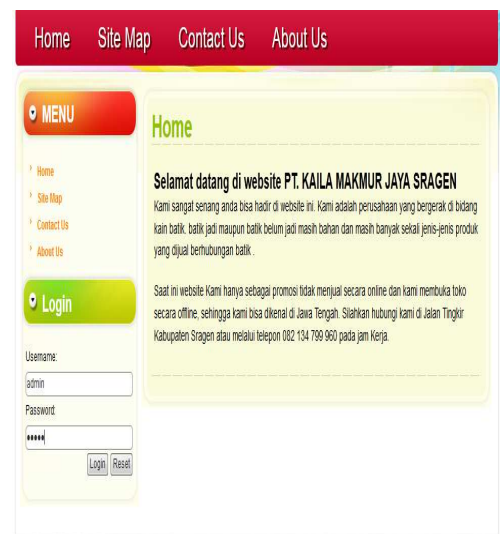 Home Site Map Contact Us About Us
MENU
Home
Site Map
Contact Us
About Us
Login
Username:
admin
Password:
•••••
Login Reset
Home
Selamat datang di website PT. KAILA MAKMUR JAYA SRAGEN
Kami sangat senang anda bisa hadir di website ini. Kami adalah perusahaan yang bergerak di bidang
kain batik. batik jadi maupun batik belum jadi masih bahan dan masih banyak sekali jenis-jenis produk
yang dijual berhubungan batik .
Saat ini website Kami hanya sebagai promosi tidak menjual secara online dan kami membuka toko
secara offline, sehingga kami bisa dikenal di Jawa Tengah. Silahkan hubungi kami di Jalan Tingkir
Kabupaten Sragen atau melalui telepon 082 134 799 960 pada jam Kerja.